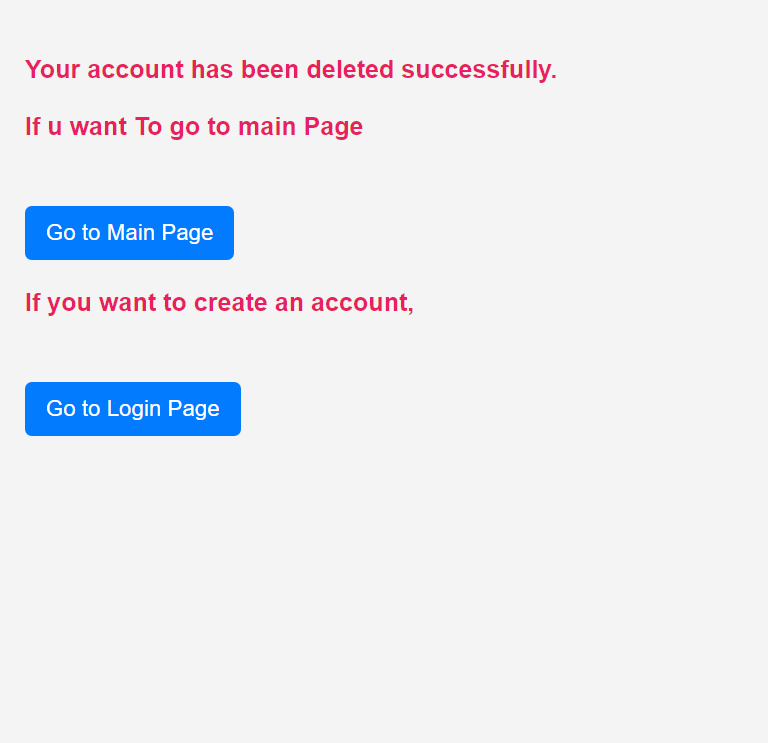 Your account has been deleted successfully.
If u want To go to main Page
Go to Main Page
If you want to create an account,
Go to Login Page